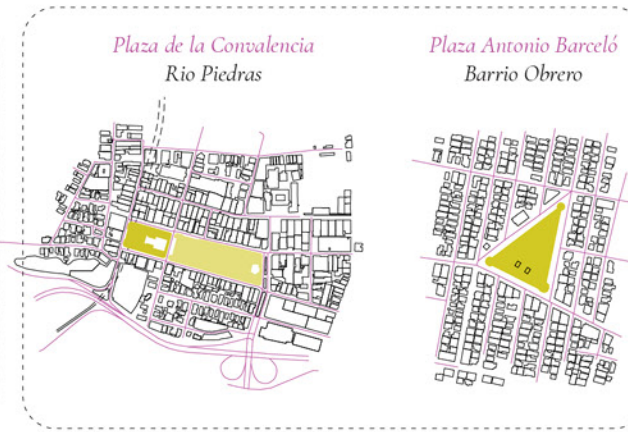 Plaza de la Convalencia
Rio Piedras
Plaza Antonio Barceló
Barrio Obrero